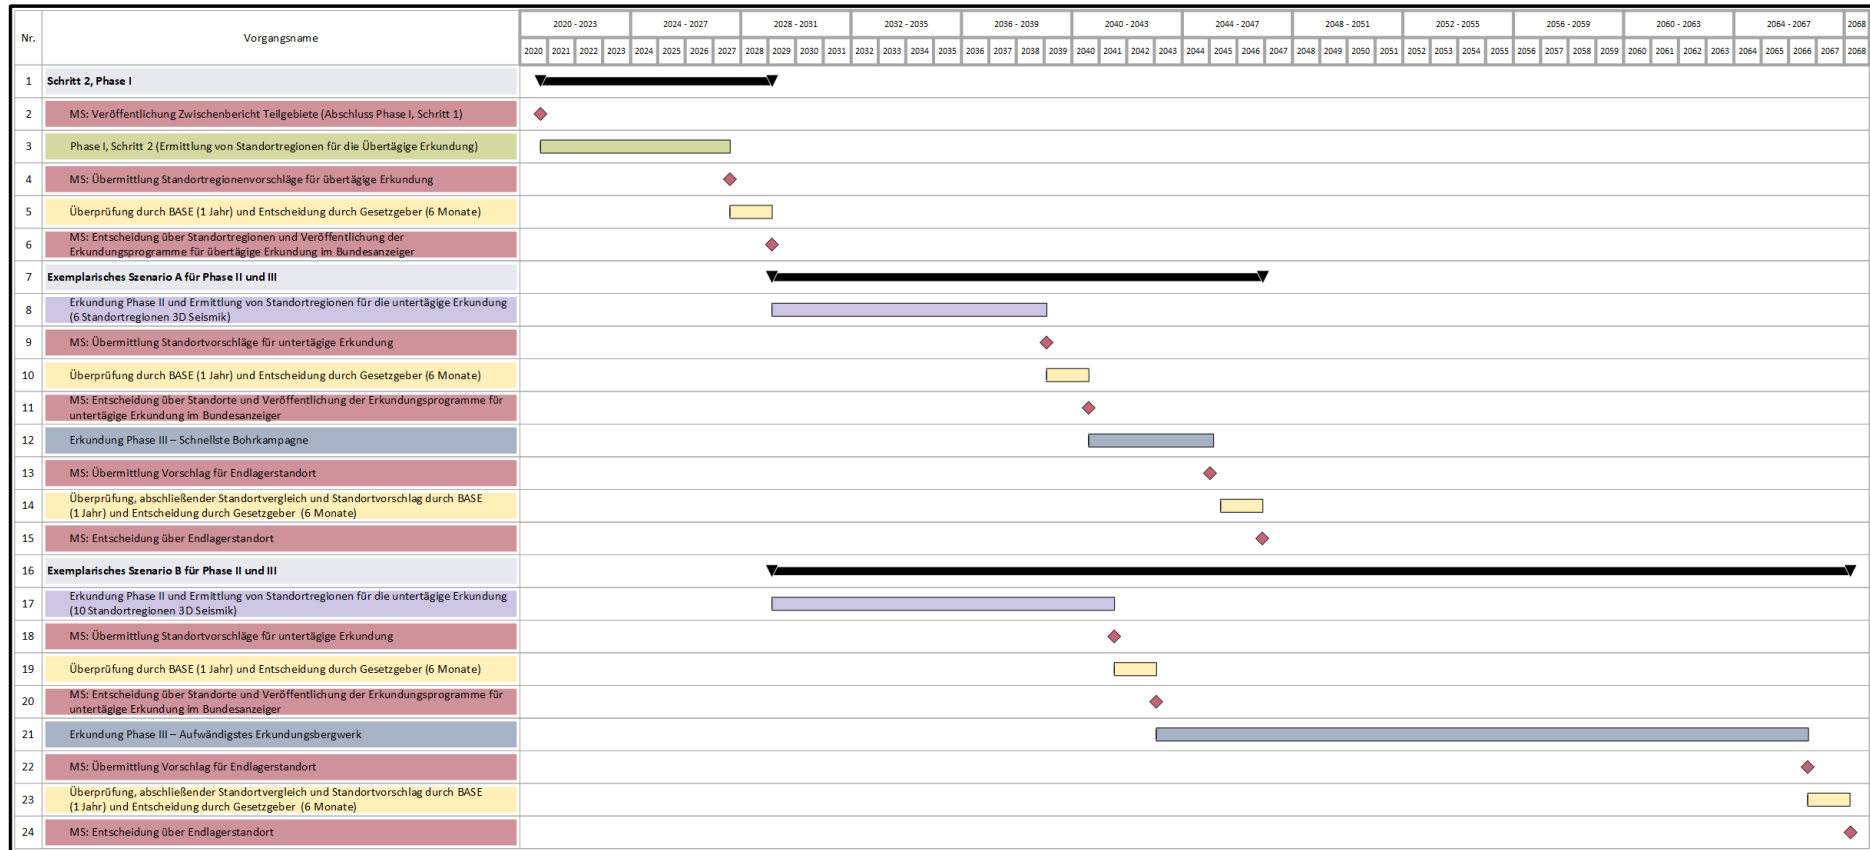 Nr.
Vorgangsname
2020 - 2023 2024 - 2027 2028 - 2031 2032 - 2035 2036 - 2039 2040 - 2043 2044 - 2047 2048 - 2051 2052 - 2055 2056 - 2059 2060 - 2063 2064 - 2067 2068
2020 2021 2022 2023 2024 2025 2026 2027 2028 2029 2030 2031 2032 2033 2034 2035 2036 2037 2038 2039 2040 2041 2042 2043 2044 2045 2046 2047 2048 2049 2050 2051 2052 2053 2054 2055 2056 2057 2058 2059 2060 2061 2062 2063 2064 2065 2066 2067 2068
1 Schritt 2, Phase I
2 MS: Veröffentlichung Zwischenbericht Teilgebiete (Abschluss Phase I, Schritt 1)
3 Phase I, Schritt 2 (Ermittlung von Standortregionen für die Übertägige Erkundung)
4 MS: Übermittlung Standortregionenvorschläge für übertägige Erkundung
5 Überprüfung durch BASE (1 Jahr) und Entscheidung durch Gesetzgeber (6 Monate)
6 MS: Entscheidung über Standortregionen und Veröffentlichung der
Erkundungsprogramme für übertägige Erkundung im Bundesanzeiger
7 Exemplarisches Szenario A für Phase II und III
8 Erkundung Phase II und Ermittlung von Standortregionen für die untertägige Erkundung
(6 Standortregionen 3D Seismik)
9 MS: Übermittlung Standortvorschläge für untertägige Erkundung
10 Überprüfung durch BASE (1 Jahr) und Entscheidung durch Gesetzgeber (6 Monate)
11 MS: Entscheidung über Standorte und Veröffentlichung der Erkundungsprogramme für
untertägige Erkundung im Bundesanzeiger
12 Erkundung Phase III – Schnellste Bohrkampagne
13 MS: Übermittlung Vorschlag für Endlagerstandort
14 Überprüfung, abschließender Standortvergleich und Standortvorschlag durch BASE
(1 Jahr) und Entscheidung durch Gesetzgeber (6 Monate)
15 MS: Entscheidung über Endlagerstandort
16 Exemplarisches Szenario B für Phase II und III
17 Erkundung Phase II und Ermittlung von Standortregionen für die untertägige Erkundung
(10 Standortregionen 3D Seismik)
18 MS: Übermittlung Standortvorschläge für untertägige Erkundung
19 Überprüfung durch BASE (1 Jahr) und Entscheidung durch Gesetzgeber (6 Monate)
20 MS: Entscheidung über Standorte und Veröffentlichung der Erkundungsprogramme für
untertägige Erkundung im Bundesanzeiger
21 Erkundung Phase III – Aufwändigstes Erkundungsbergwerk
22 MS: Übermittlung Vorschlag für Endlagerstandort
23 Überprüfung, abschließender Standortvergleich und Standortvorschlag durch BASE
(1 Jahr) und Entscheidung durch Gesetzgeber (6 Monate)
24 MS: Entscheidung über Endlagerstandort